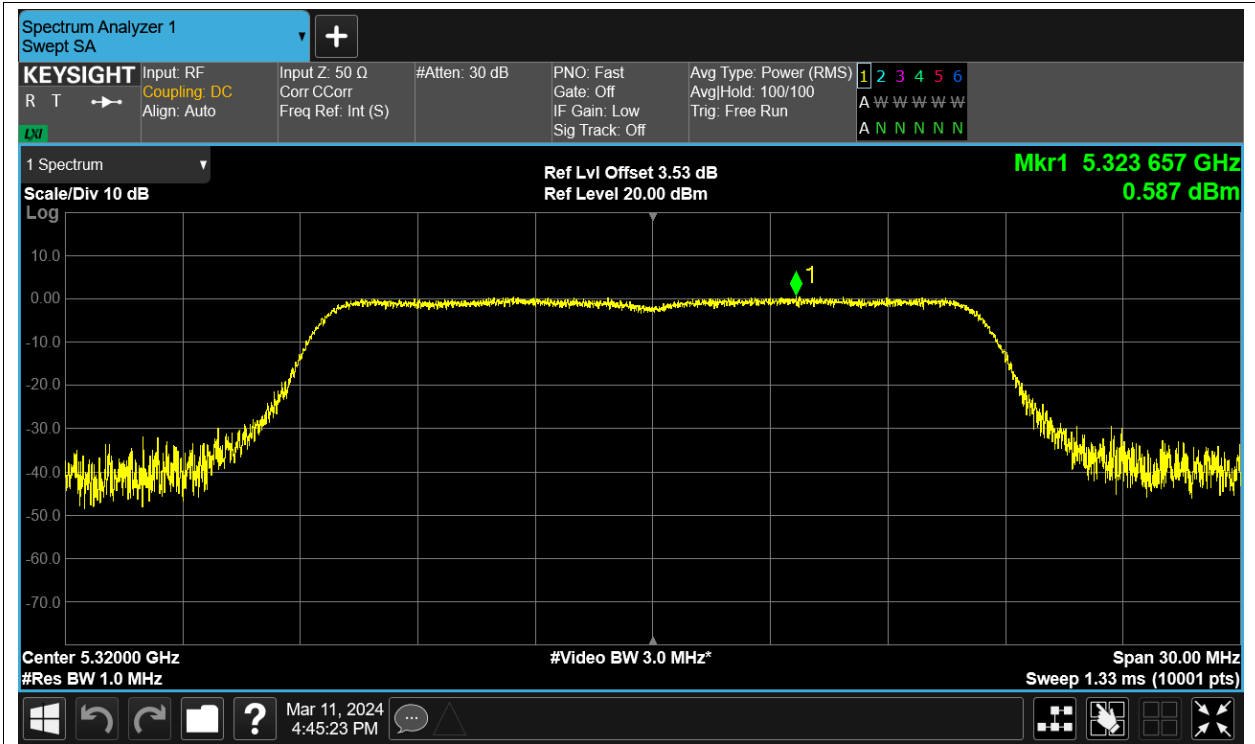 Spectrum Analyzer 1
Swept SA
KEYSIGHT
R T
LXI
Input: RF
Coupling: DC
Align: Auto
Input Z: 50 Ω
Corr CCorr
Freq Ref: Int (S)
#Atten: 30 dB
PNO: Fast
Gate: Off
IF Gain: Low
Sig Track: Off
Avg Type: Power (RMS)
Avg|Hold: 100/100
Trig: Free Run
1 2 3 4 5 6
A W W W W W
A N N N N N
1 Spectrum
Scale/Div 10 dB
Log
Ref Lvl Offset 3.53 dB
Ref Level 20.00 dBm
Mkr1 5.323 657 GHz
0.587 dBm
10.0
0.00
-10.0
-20.0
-30.0
-40.0
-50.0
-60.0
-70.0
1
Center 5.32000 GHz
#Res BW 1.0 MHz
#Video BW 3.0 MHz*
Span 30.00 MHz
Sweep 1.33 ms (10001 pts)
?
Mar 11, 2024
4:45:23 PM